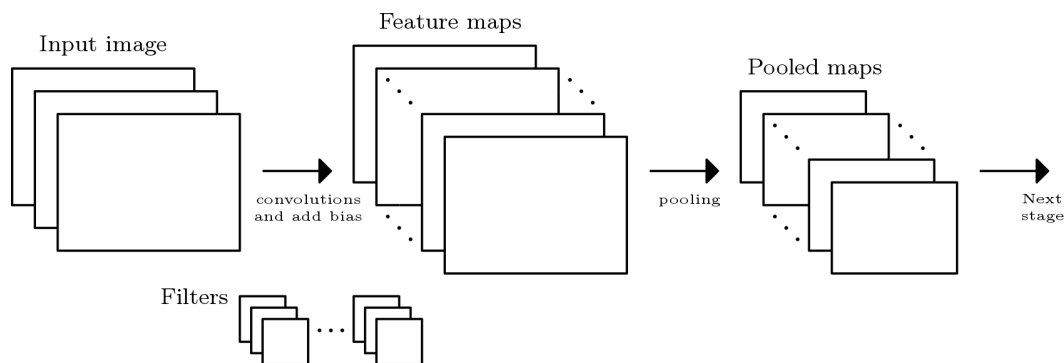 Input image
Feature maps
Pooled maps
convolutions
and add bias
pooling
Next
stage
Filters